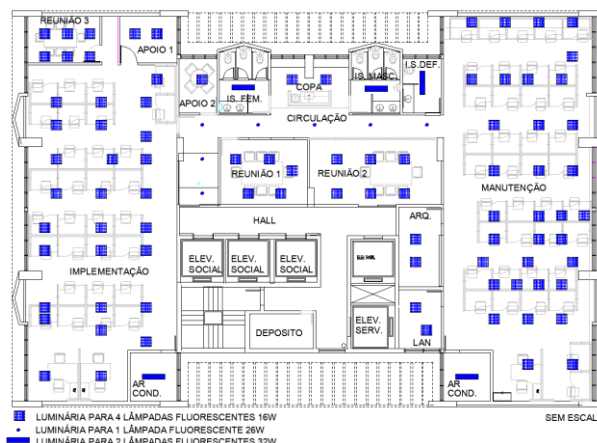 REUNIÃO 3
APOIO 1
I.S. DEF.
COPA
IS. MASC.
APOIO 2
IS. FEM.
CIRCULAÇÃO
REUNIÃO 1
REUNIÃO 2
MANUTENÇÃO
HALL
ARQ.
ELEV.
SOCIAL
ELEV.
SOCIAL
ELEV.
SOCIAL
IMPLEMENTAÇÃO
ELEV.
SERV.
DEPOSITO
LAN
AR
COND.
AR
COND.
LUMINÁRIA PARA 4 LÂMPADAS FLUORESCENTES 16W
SEM ESCAL
LUMINÁRIA PARA 1 LÂMPADA FLUORESCENTE 26W
LUMINÁRIA PARA 2 LÂMPADAS FLUORESCENTES 32W